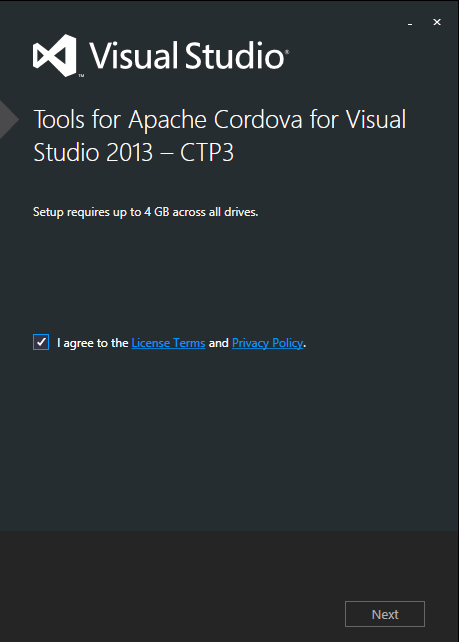 Visual Studio®
Tools for Apache Cordova for Visual
Studio 2013 – CTP3
Setup requires up to 4 GB across all drives.
I agree to the License Terms and Privacy Policy.
Next